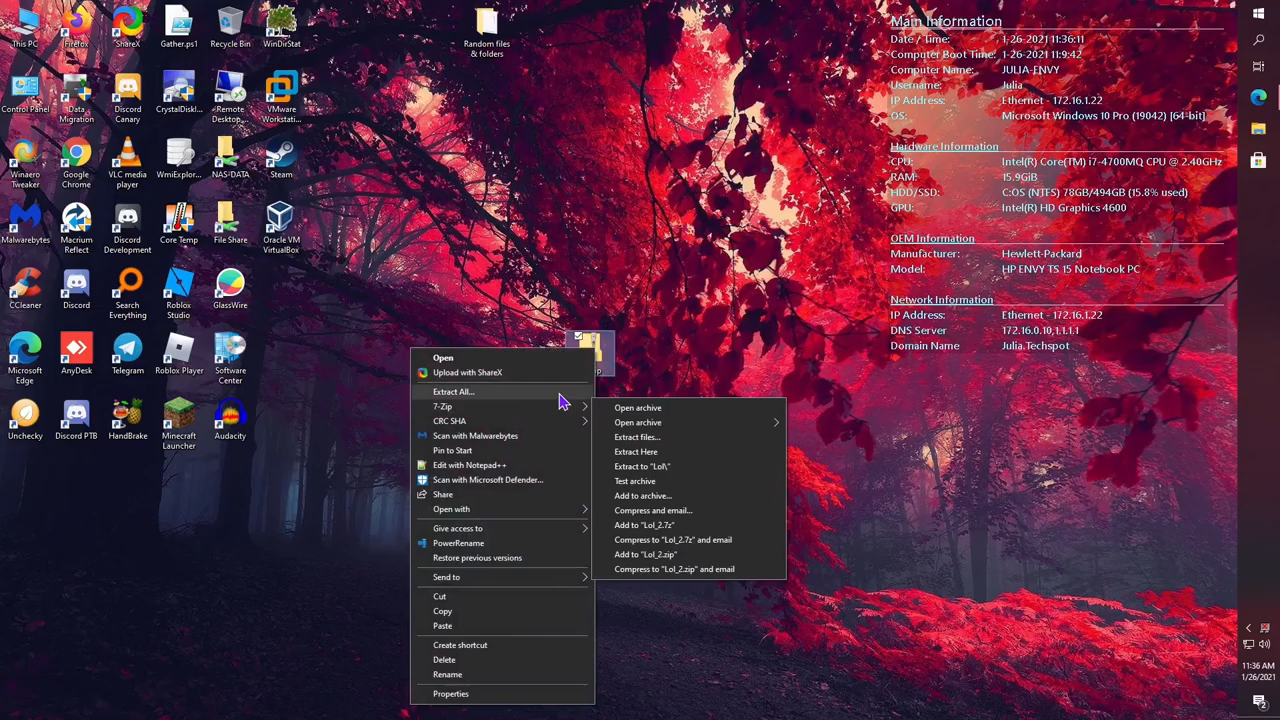 This PC
Firefox
ShareX
Gather.ps1
Recycle Bin
WinDirStat
Random files
& folders
Control Panel
Data
Migration
Discord
Canary
CrystalDiskI...
Remote
Desktop_...
VMware
Workstati...
Winaero
Tweaker
Google
Chrome
VLC media
player
WmiExplor...
NAS-DATA
Steam
Malwarebytes
Macrium
Reflect
Discord
Development
Core Temp
File Share
Oracle VM
VirtualBox
CCleaner
Discord
Search
Everything
Roblox
Studio
GlassWire
Microsoft
Edge
AnyDesk
Telegram
Roblox Player
Software
Center
Unchecky
Discord PTB
HandBrake
Minecraft
Launcher
Audacity
Main Information
Date / Time: 1-26-2021 11:36:11
Computer Boot Time: 1-26-2021 11:9:42
Computer Name: JULIA-ENVY
Username: Julia
IP Address: Ethernet - 172.16.1.22
OS: Microsoft Windows 10 Pro (19042) [64-bit]
Hardware Information
CPU: Intel(R) Core(TM) i7-4700MQ CPU @ 2.40GHz
RAM: 15.9GiB
HDD/SSD: C:OS (NTFS) 78GB/494GB (15.8% used)
GPU: Intel(R) HD Graphics 4600
OEM Information
Manufacturer: Hewlett-Packard
Model: HP ENVY TS 15 Notebook PC
Network Information
IP Address: Ethernet - 172.16.1.22
DNS Server 172.16.0.10,1.1.1.1
Domain Name Julia.Techspot
Open
Upload with ShareX
Extract All...
7-Zip
CRC SHA
Scan with Malwarebytes
Pin to Start
Edit with Notepad++
Scan with Microsoft Defender...
Share
Open with
Give access to
PowerRename
Restore previous versions
Send to
Cut
Copy
Paste
Create shortcut
Delete
Rename
Properties
Open archive
Open archive
Extract files...
Extract Here
Extract to "Lol\"
Test archive
Add to archive...
Compress and email...
Add to "Lol_2.7z"
Compress to "Lol_2.7z" and email
Add to "Lol_2.zip"
Compress to "Lol_2.zip" and email
11:36 AM
1/26/2021
2